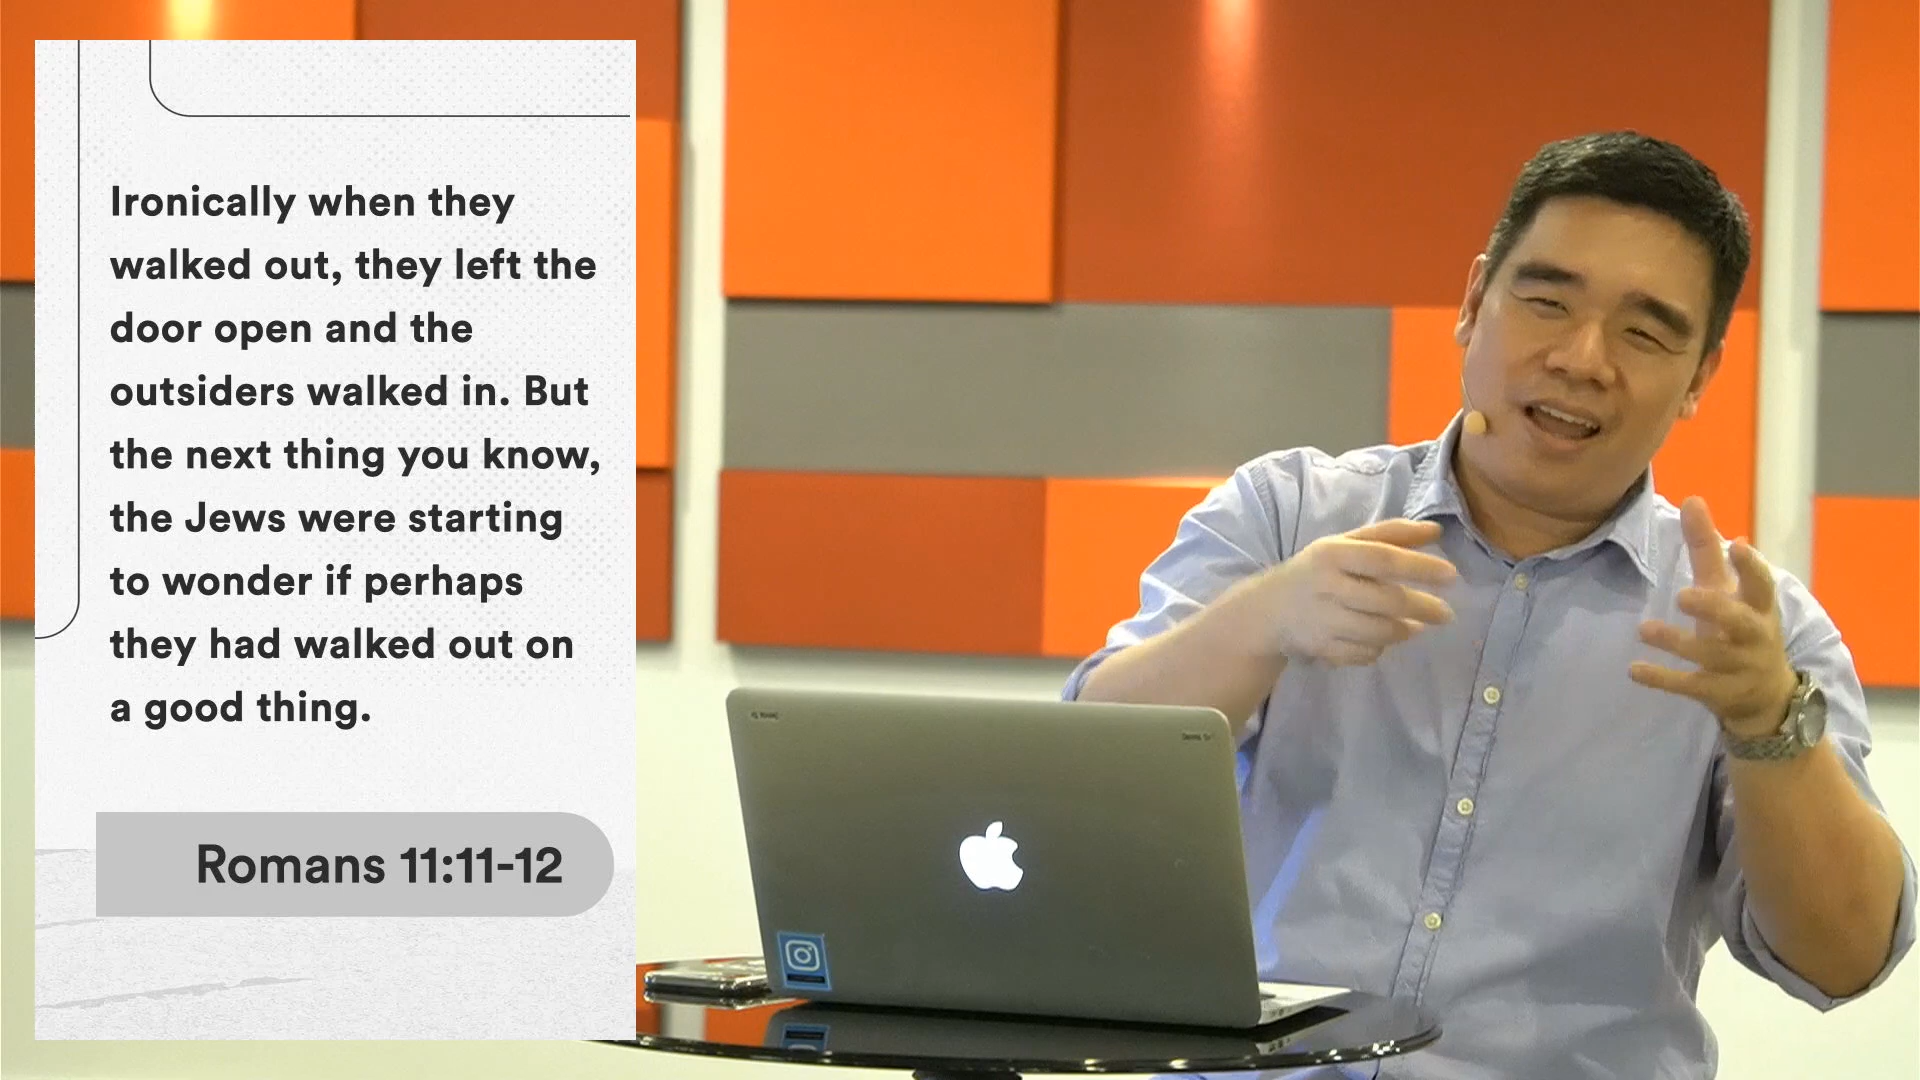 Ironically when they
walked out, they left the
door open and the
outsiders walked in. But
the next thing you know,
the Jews were starting
to wonder if perhaps
they had walked out on
a good thing.
Romans 11:11-12